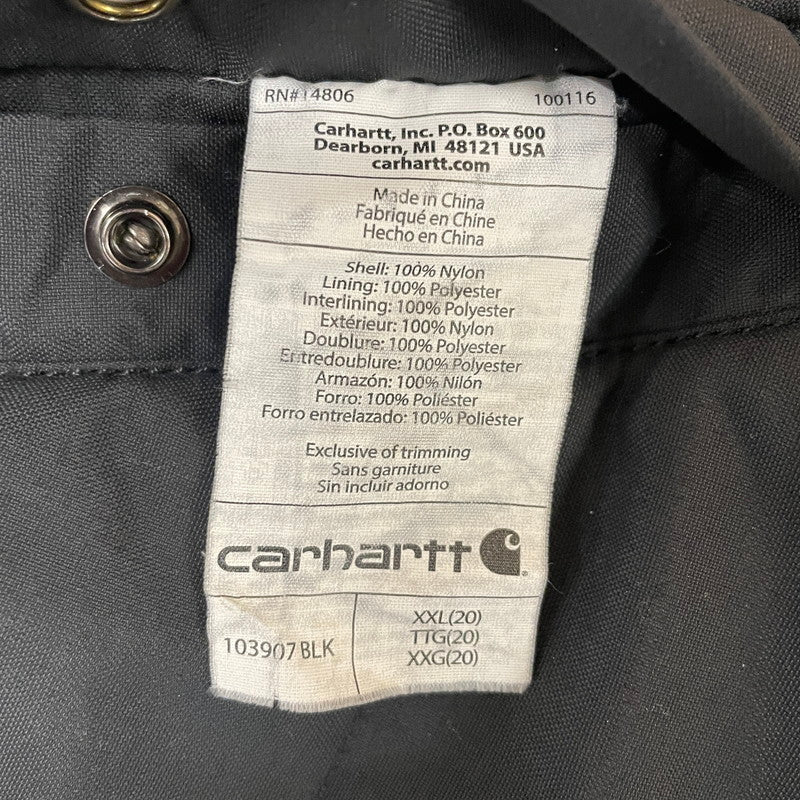 RN#14806 100116
Carhartt, Inc. P.O. Box 600
Dearborn, MI 48121 USA
carhartt.com
Made in China
Fabriqué en Chine
Hecho en China
Shell: 100% Nylon
Lining: 100% Polyester
Interlining: 100% Polyester
Extérieur: 100% Nylon
Doublure: 100% Polyester
Entredoublure: 100% Polyester
Armazón: 100% Nilón
Forro: 100% Poliéster
Forro entrelazado: 100% Poliéster
Exclusive of trimming
Sans garniture
Sin incluir adorno
carhartt
103907 BLK
XXL(20)
TTG(20)
XXG(20)